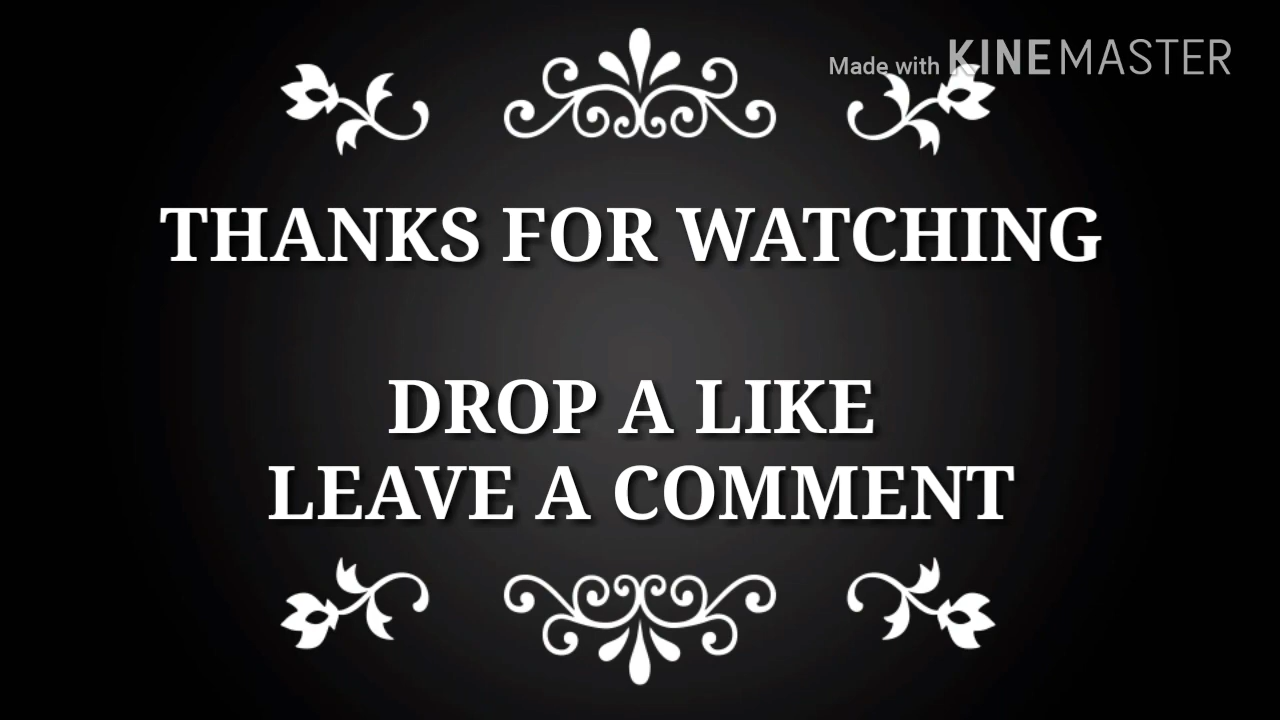 Made with KINEMASTER
THANKS FOR WATCHING
DROP A LIKE
LEAVE A COMMENT